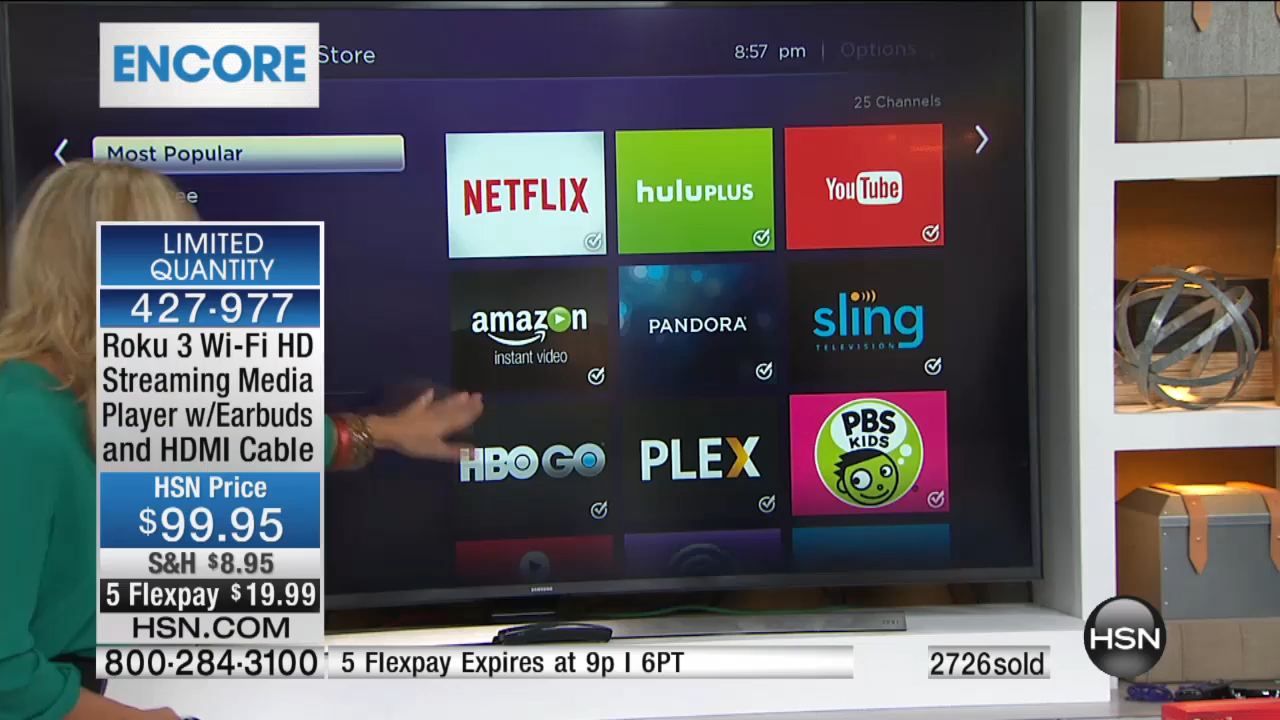 ENCORE
Store
8:57 pm | Options
25 Channels
Most Popular
ee
NETFLIX
huluPLUS
YouTube
amazon
instant video
PANDORA
sling
TELEVISION
HBO GO
PLEX
PBS
KIDS
LIMITED
QUANTITY
427-977
Roku 3 Wi-Fi HD
Streaming Media
Player w/Earbuds
and HDMI Cable
HSN Price
$99.95
S&H $8.95
5 Flexpay $19.99
HSN.COM
800-284-3100
5 Flexpay Expires at 9p | 6PT
2726sold
HSN
SAMSUNG